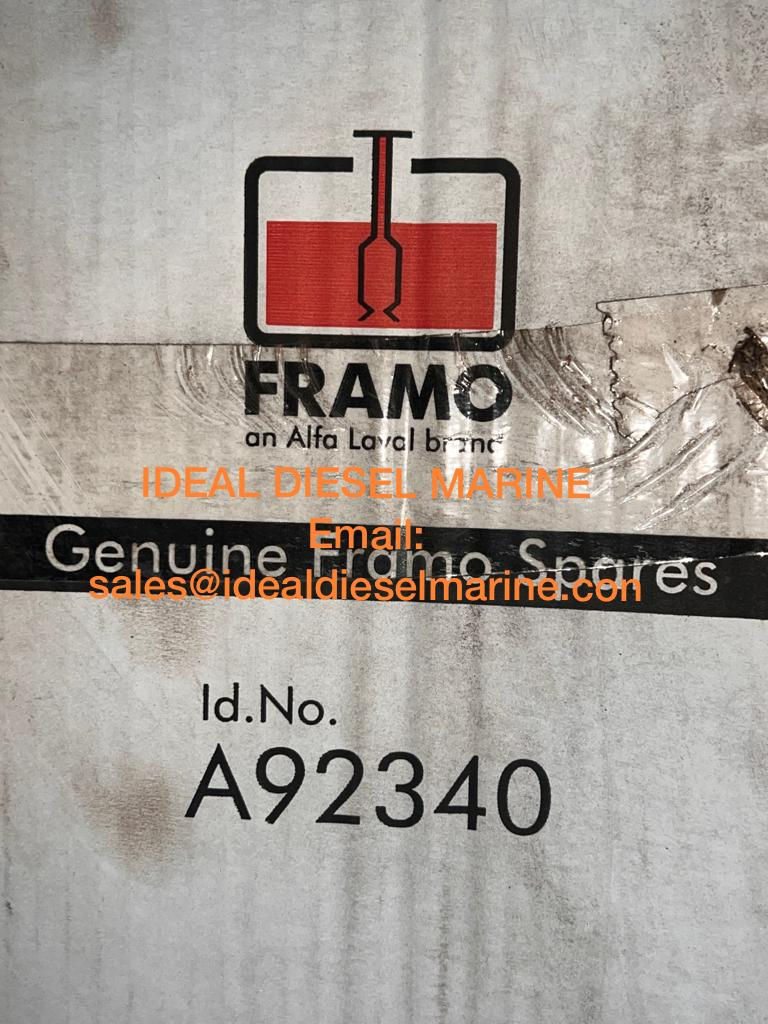 FRAMO
an Alfa Laval brand
IDEAL DIESEL MARINE
Email:
Genuine Framo Spares
sales@idealdieselmarine.con
Id.No.
A92340